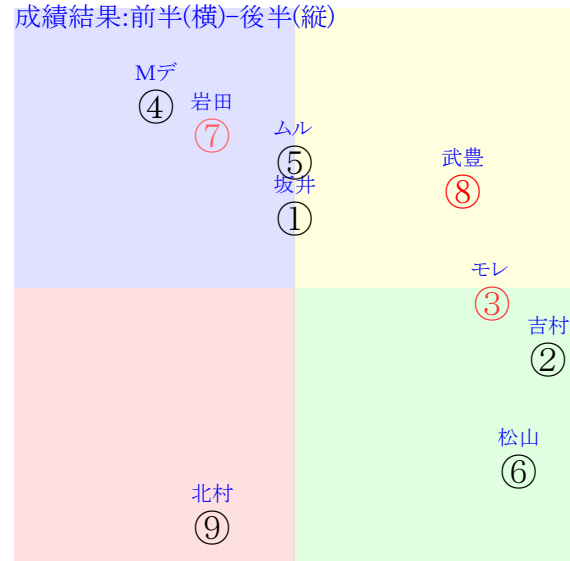 成績結果:前半(横)-後半(縦)
Mデ
④
岩田
⑦
ムル
⑤
武豊
⑧
坂井
①
モレ
③
吉村
②
松山
⑥
北村
⑨